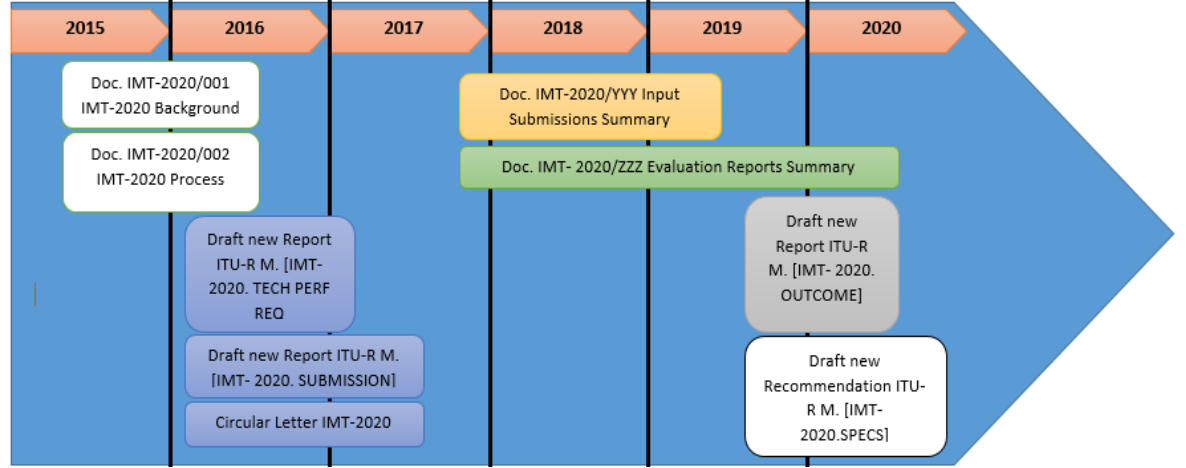 2015 2016 2017 2018 2019 2020
Doc. IMT-2020/001
IMT-2020 Background
Doc. IMT-2020/002
IMT-2020 Process
Doc. IMT-2020/YYY Input
Submissions Summary
Doc. IMT- 2020/ZZZ Evaluation Reports Summary
Draft new Report
ITU-R M. [IMT-
2020. TECH PERF
REQ
Draft new Report ITU-R M.
[IMT- 2020. SUBMISSION]
Circular Letter IMT-2020
Draft new
Report ITU-R
M. [IMT- 2020.
OUTCOME]
Draft new
Recommendation ITU-
R M. [IMT-
2020.SPECS]